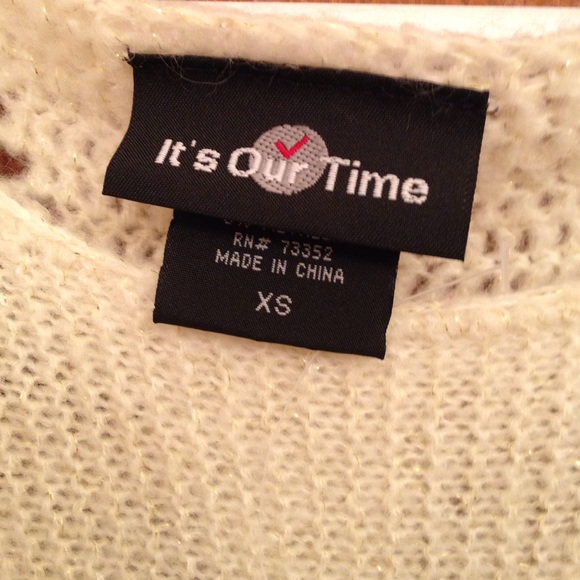 It's Our Time
RN# 73352
MADE IN CHINA
XS